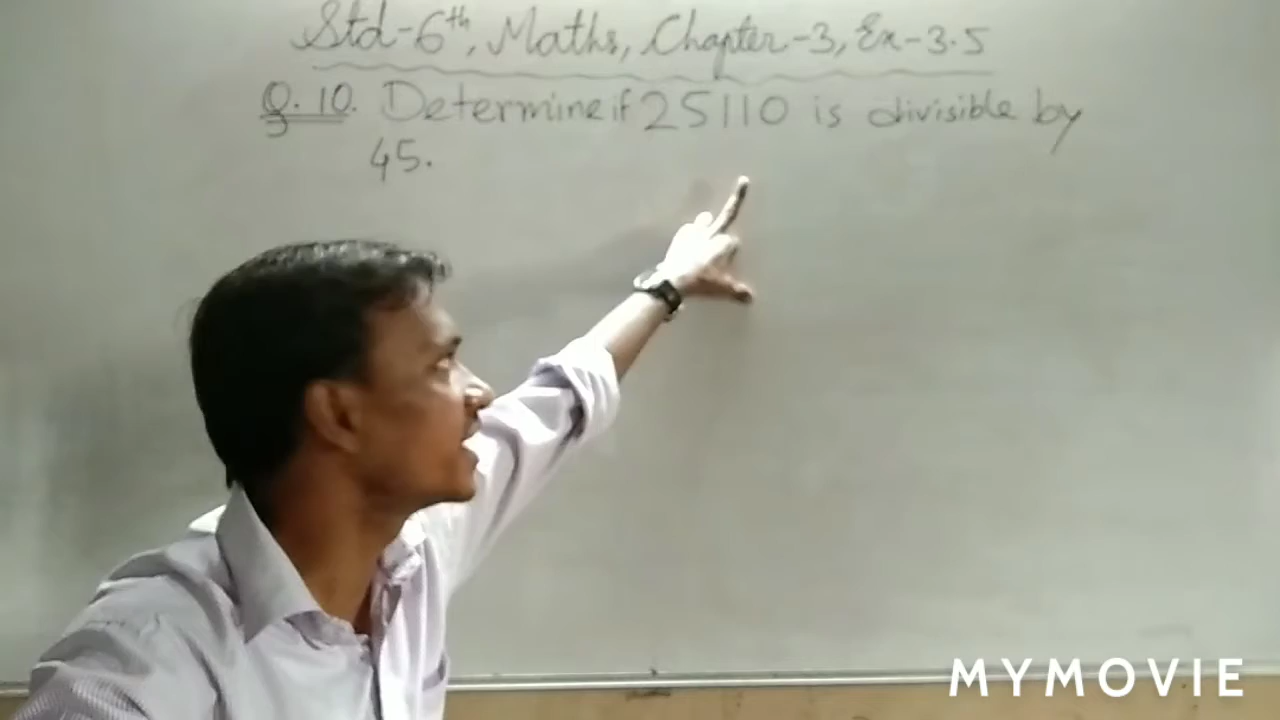 Std-6th, Maths, Chapter-3, Ex-3.5
Q. 10. Determine if 25110 is divisible by
45.
MYMOVIE